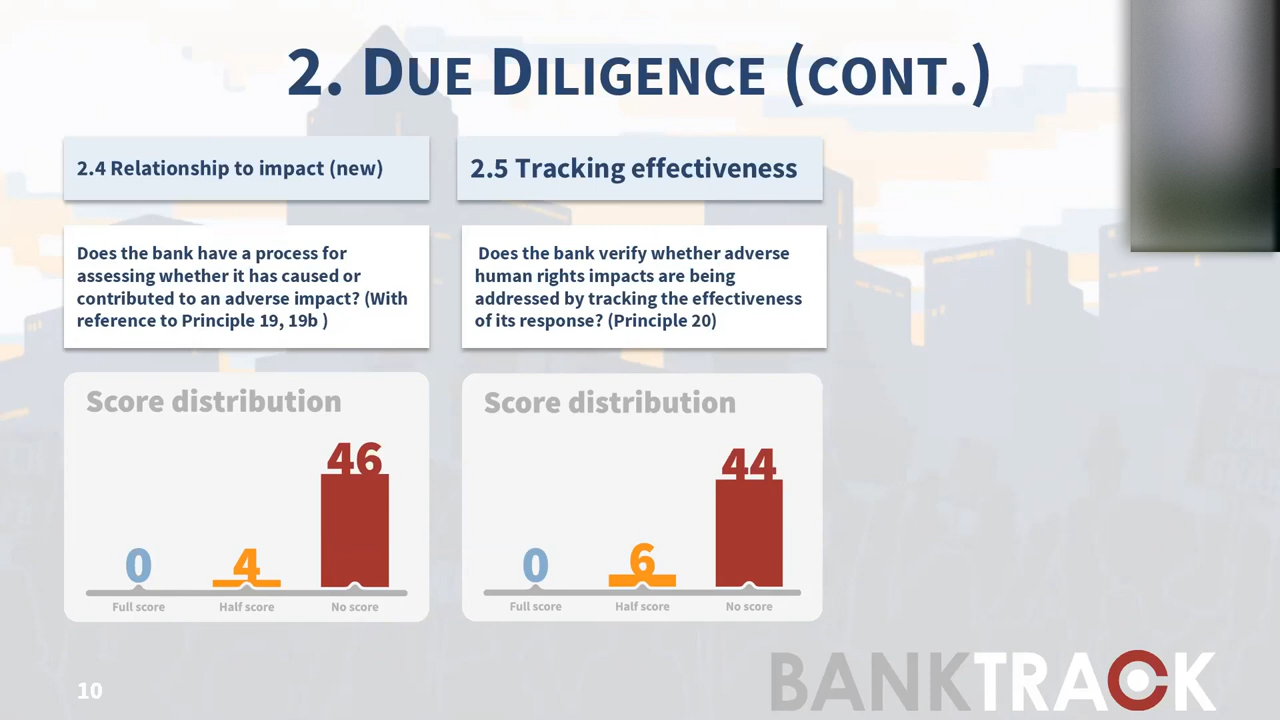 2. DUE DILIGENCE (CONT.)
2.4 Relationship to impact (new)
Does the bank have a process for
assessing whether it has caused or
contributed to an adverse impact? (With
reference to Principle 19, 19b )
Score distribution
0
4
46
Full score
Half score
No score
2.5 Tracking effectiveness
Does the bank verify whether adverse
human rights impacts are being
addressed by tracking the effectiveness
of its response? (Principle 20)
Score distribution
0
6
44
Full score
Half score
No score
10
BANKTRACK